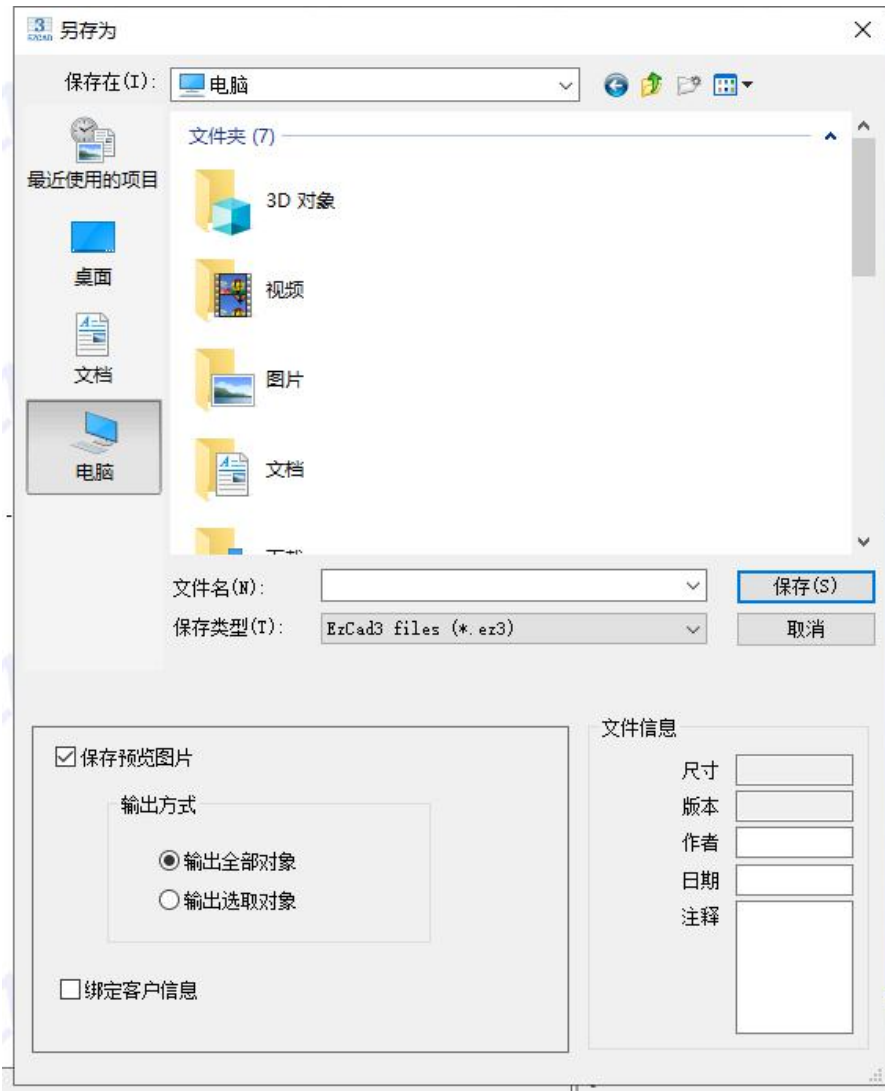 另存为
保存在(I):
电脑
最近使用的项目
桌面
文档
电脑
文件夹 (7)
3D 对象
视频
图片
文档
文件名(N):
保存(S)
保存类型(T):
EzCad3 files (*.ez3)
取消
保存预览图片
输出方式
输出全部对象
输出选取对象
绑定客户信息
文件信息
尺寸
版本
作者
日期
注释